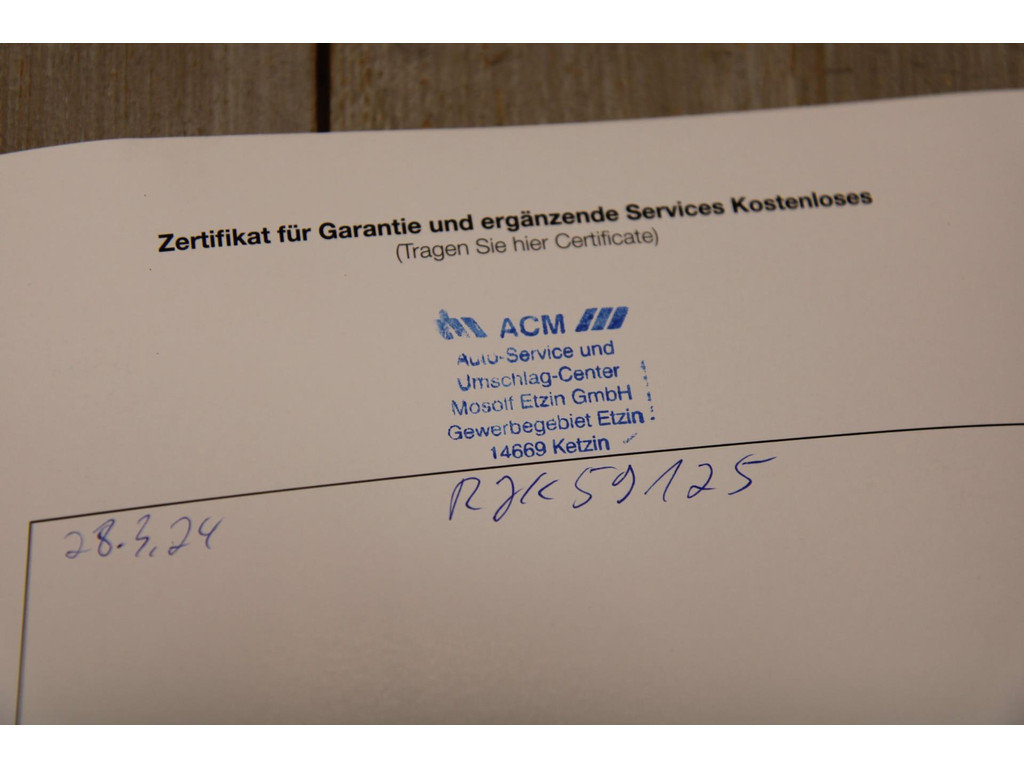 Zertifikat für Garantie und ergänzende Services Kostenloses
(Tragen Sie hier Certificate)
ACM
Auto-Service und
Umschlag-Center
Mosolf Etzin GmbH
Gewerbegebiet Etzin
14669 Ketzin
28.3.24
RJK59125